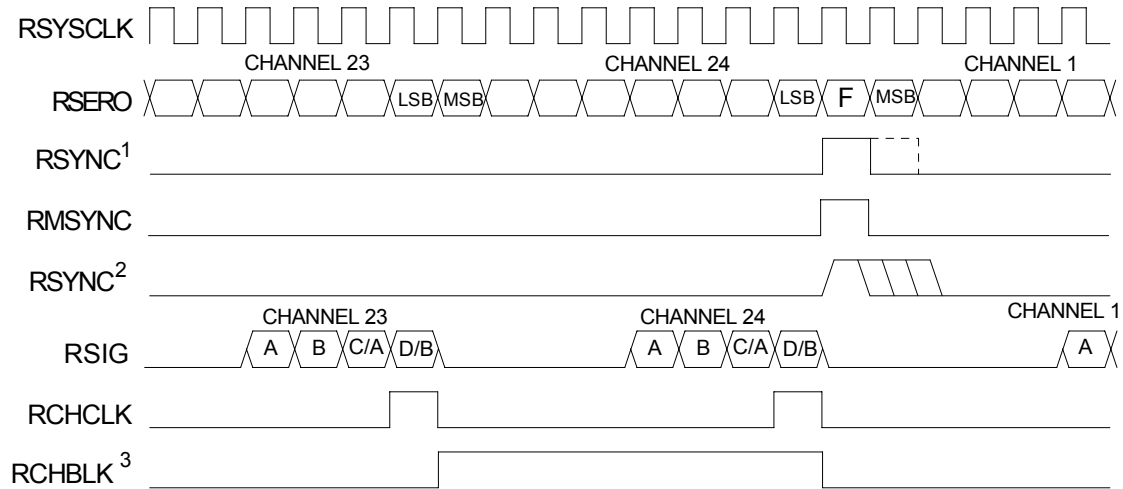 RSYSCLK
CHANNEL 23 CHANNEL 24 CHANNEL 1
RSERO LSB MSB LSB F MSB
RSYNC1
RMSYNC
RSYNC2
CHANNEL 23 CHANNEL 24 CHANNEL 1
RSIG A B C/A D/B A B C/A D/B A
RCHCLK
RCHBLK 3